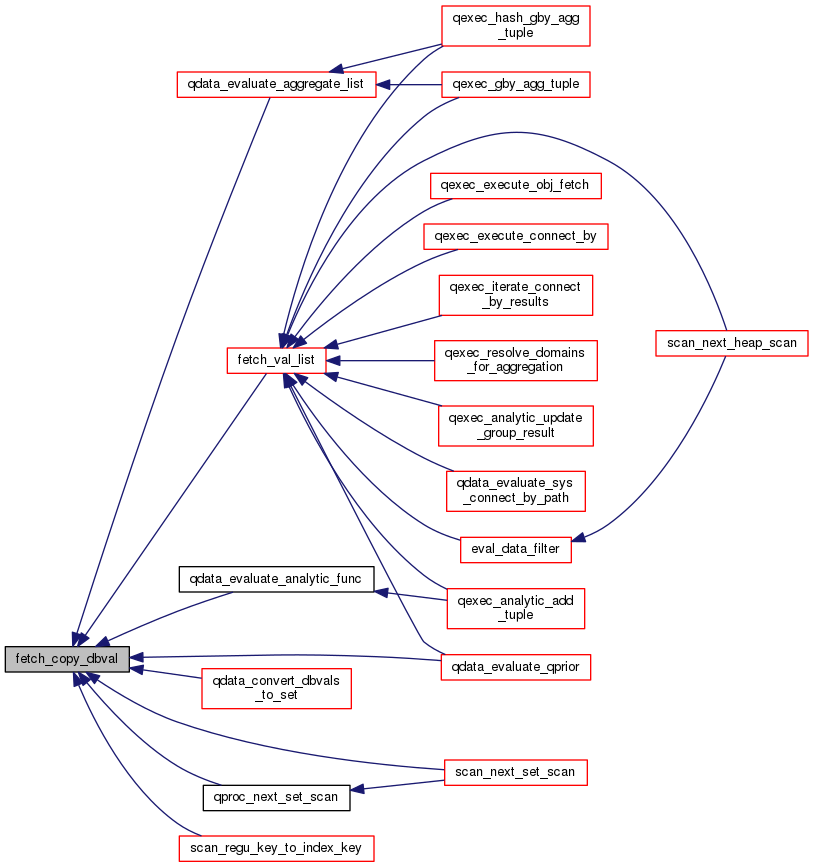 qexec_hash_gby_agg
_tuple
qdata_evaluate_aggregate_list
qexec_gby_agg_tuple
qexec_execute_obj_fetch
qexec_execute_connect_by
qexec_iterate_connect
_by_results
scan_next_heap_scan
fetch_val_list
qexec_resolve_domains
_for_aggregation
qexec_analytic_update
_group_result
qdata_evaluate_sys
_connect_by_path
eval_data_filter
qdata_evaluate_analytic_func
qexec_analytic_add
_tuple
fetch_copy_dbval
qdata_evaluate_qprior
qdata_convert_dbvals
_to_set
scan_next_set_scan
qproc_next_set_scan
scan_regu_key_to_index_key